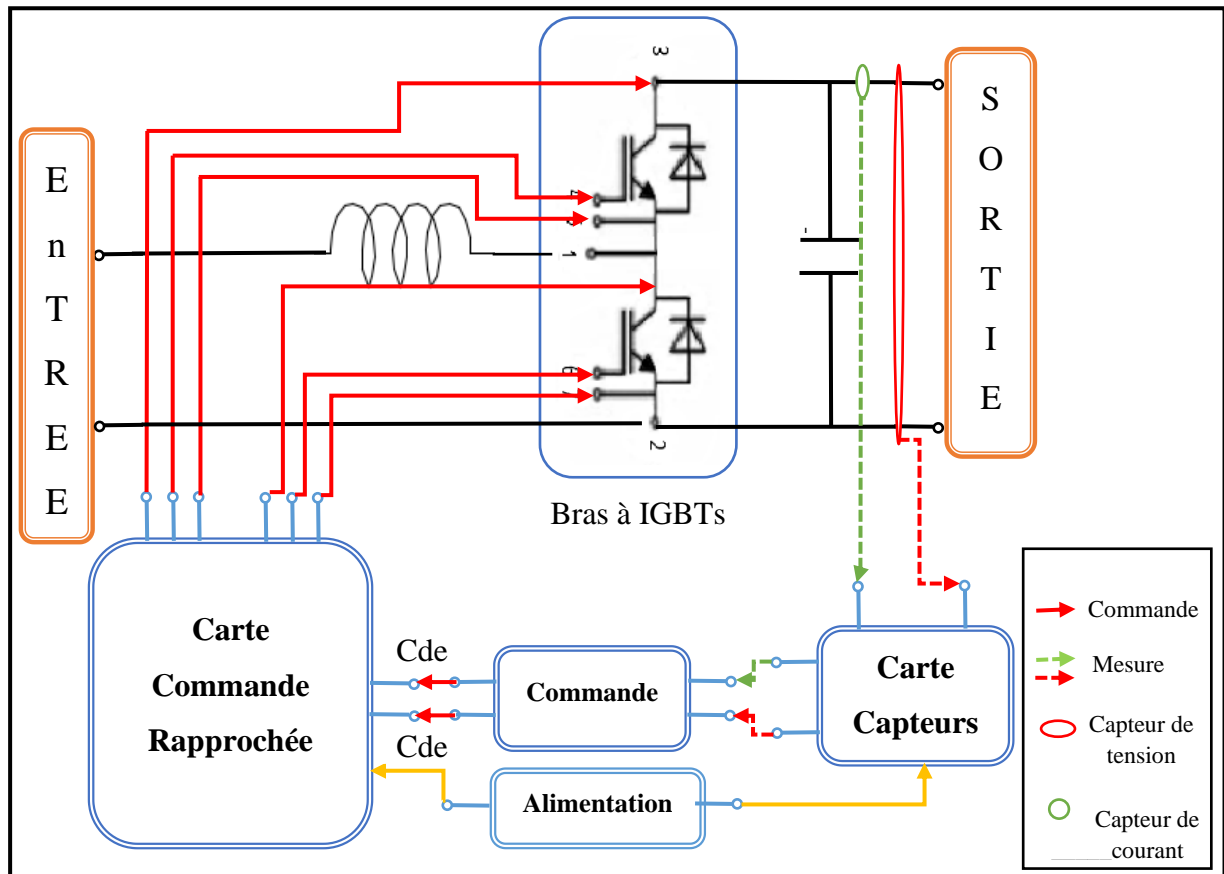 E
n
T
R
E
E
3
1
2
S
O
R
T
I
E
Bras à IGBTs
Carte
Commande
Rapprochée
Cde
Cde
Commande
Alimentation
Carte
Capteurs
Commande
Mesure
Capteur de
tension
Capteur de
courant